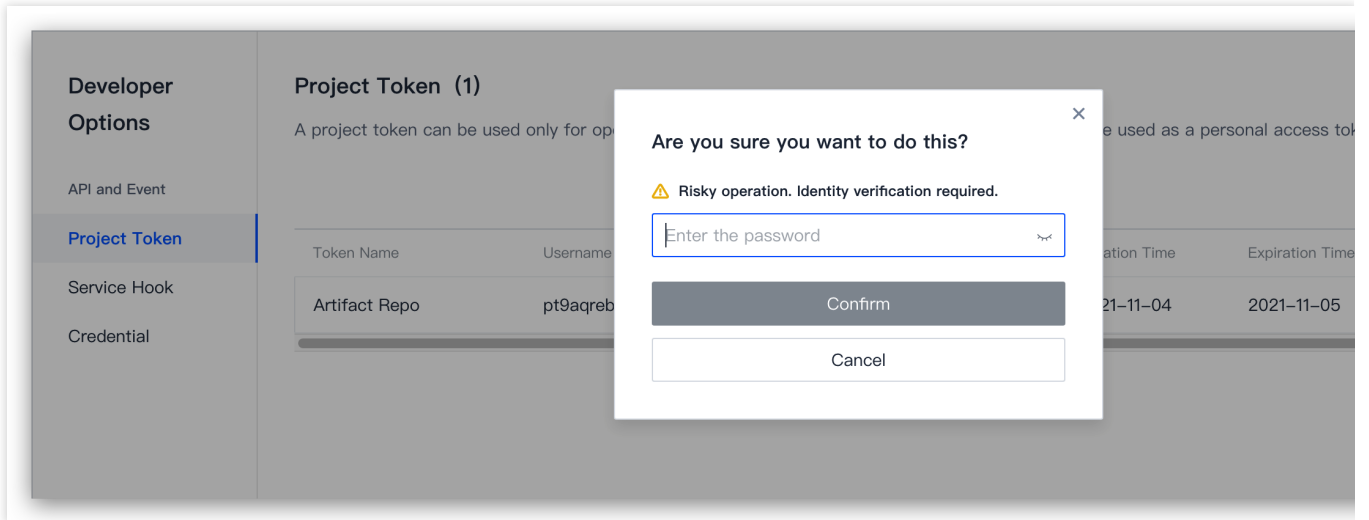 Developer
Options
API and Event
Project Token
Service Hook
Credential
Project Token (1)
A project token can be used only for used as a personal access
Token Name Username Time Expiration Time
Artifact Repo pt9aqreb 21-11-04 2021-11-05
Are you sure you want to do this?
Risky operation. Identity verification required.
Enter the password
Confirm
Cancel